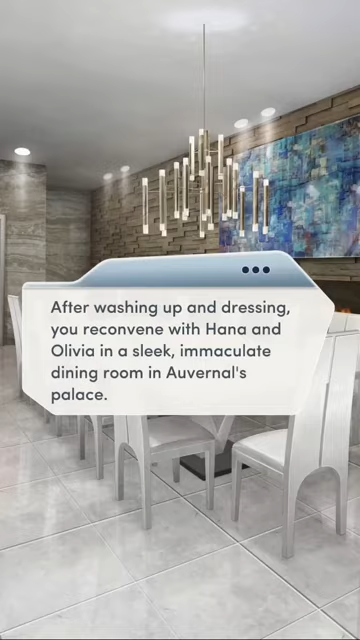 After washing up and dressing,
you reconvene with Hana and
Olivia in a sleek, immaculate
dining room in Auvernal's
palace.